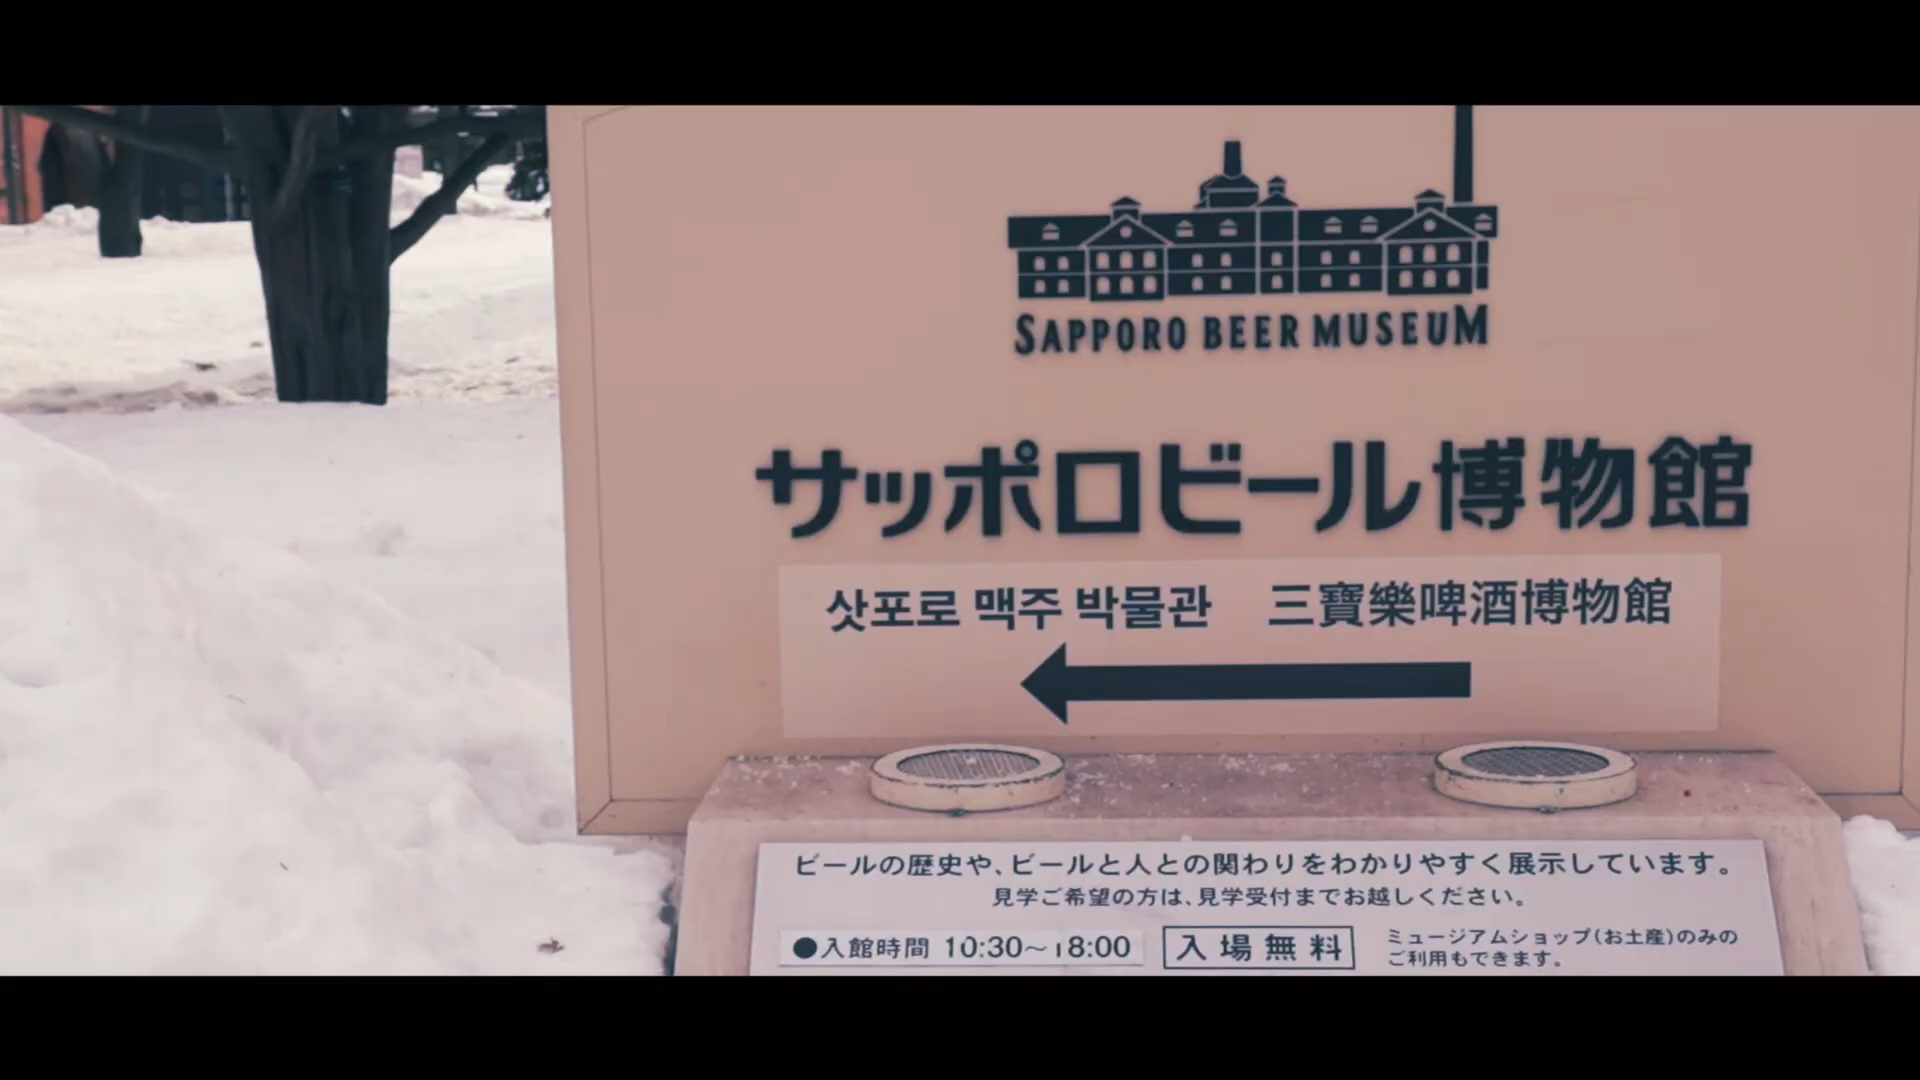 SAPPORO BEER MUSEUM
サッポロビール博物館
삿포로 맥주 박물관 三寶樂啤酒博物館
ビールの歴史や、ビールと人との関わりをわかりやすく展示しています。
見学ご希望の方は、見学受付までお越しください。
●入館時間 10:30～18:00 入場無料
ミュージアムショップ(お土産)のみの
ご利用もできます。